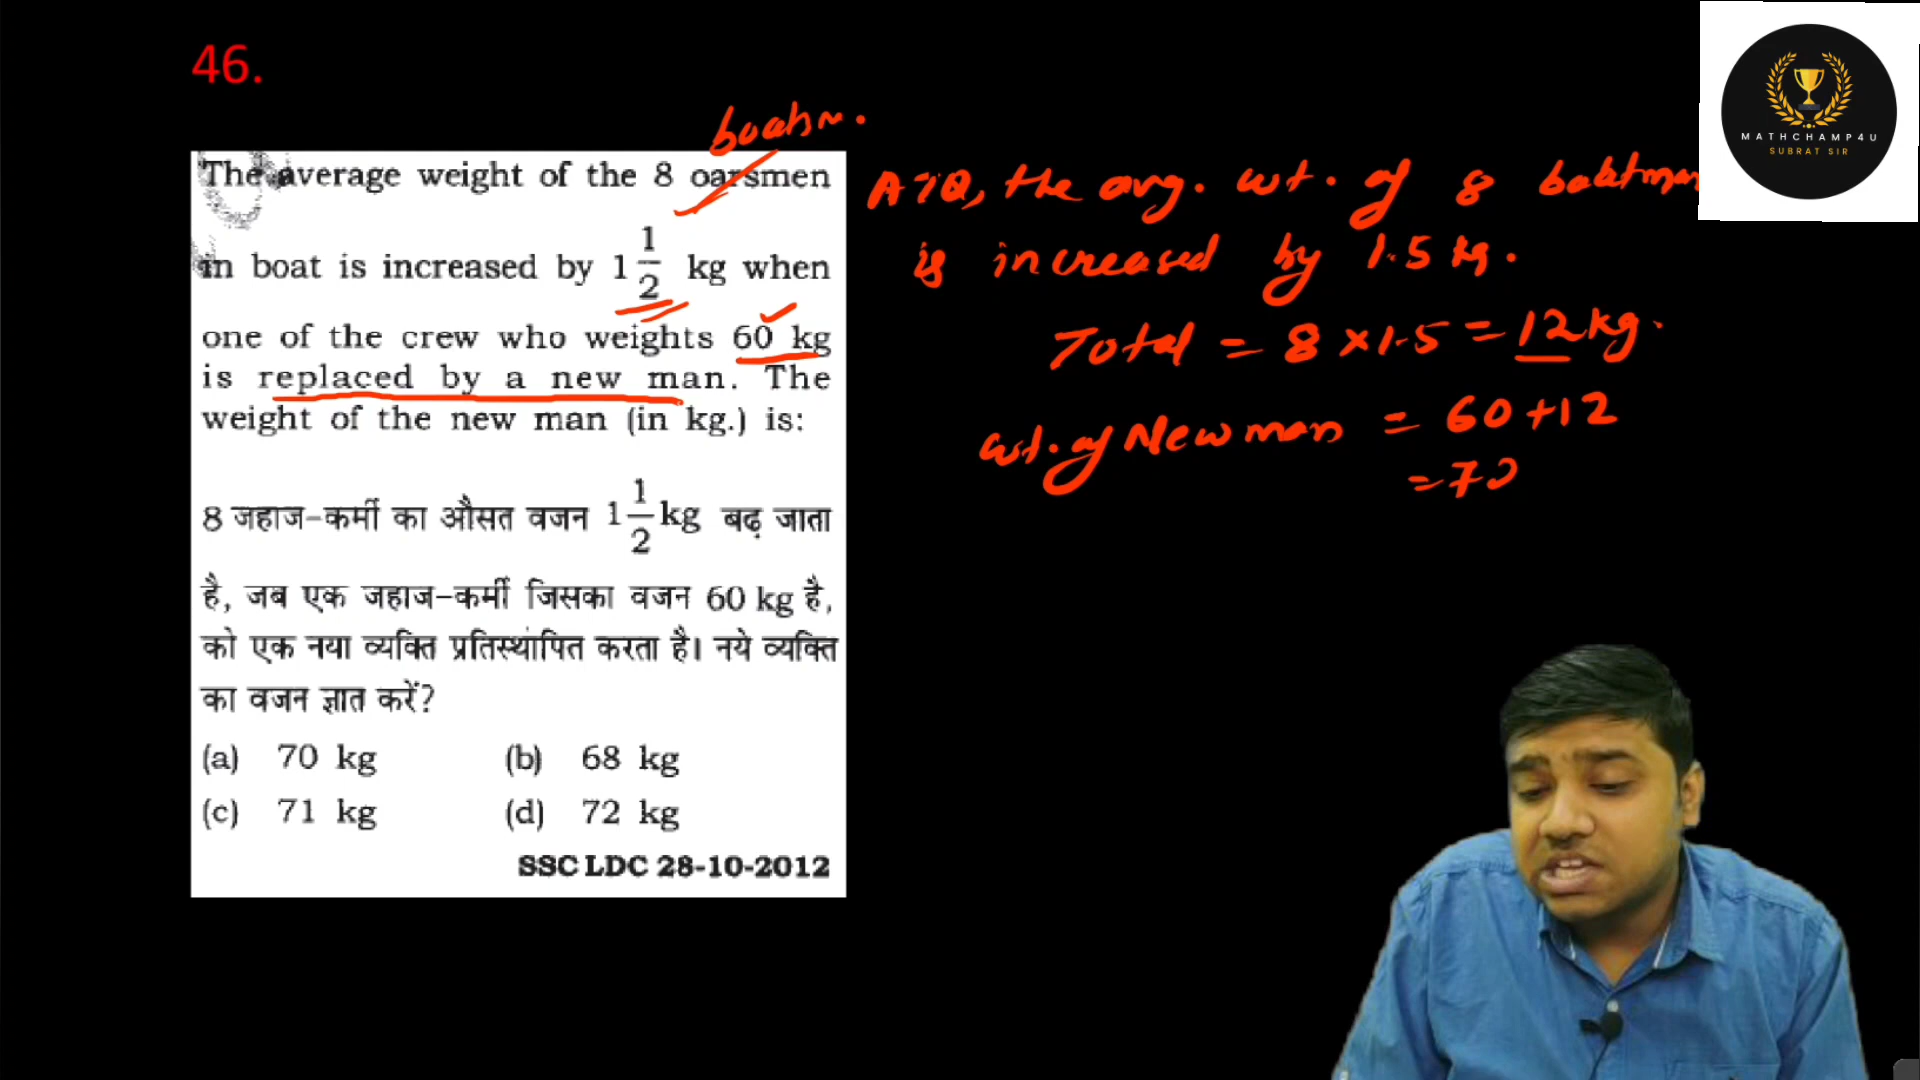 46.
boatm.
The average weight of the 8 oarsmen
in boat is increased by 1 1/2 kg when
one of the crew who weights 60 kg
is replaced by a new man. The
weight of the new man (in kg.) is:
8 जहाज-कर्मी का औसत वजन 1 1/2 kg बढ़ जाता
है, जब एक जहाज-कर्मी जिसका वजन 60 kg है,
को एक नया व्यक्ति प्रतिस्थापित करता है। नये व्यक्ति
का वजन ज्ञात करें?
(a) 70 kg (b) 68 kg
(c) 71 kg (d) 72 kg
SSC LDC 28-10-2012
ATQ, the avg. wt. of 8 boatman
is increased by 1.5 kg.
Total = 8 × 1.5 = 12 kg.
wt. of New man = 60 + 12
= 7
MATHCHAMP4U
SUBRAT SIR